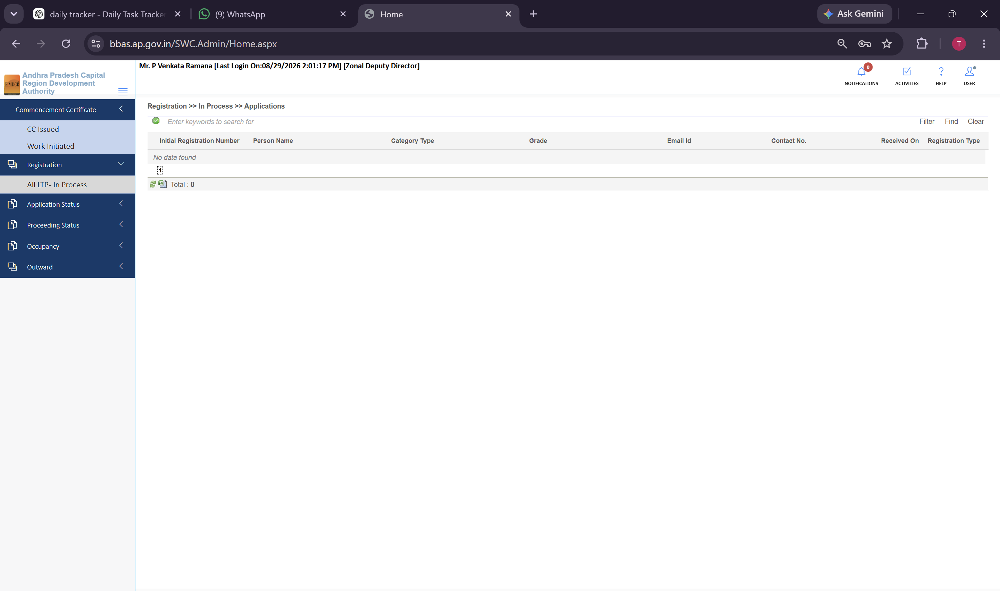 daily tracker - Daily Task Tracker
(9) WhatsApp
Home
Ask Gemini
bbas.ap.gov.in/SWC.Admin/Home.aspx
T
BIMDCR
Andhra Pradesh Capital
Region Development
Authority
Mr. P Venkata Ramana [Last Login On:08/29/2026 2:01:17 PM] [Zonal Deputy Director]
0
NOTIFICATIONS
ACTIVITIES
HELP
USER
Commencement Certificate
CC Issued
Work Initiated
Registration
All LTP- In Process
Application Status
Proceeding Status
Occupancy
Outward
Registration >> In Process >> Applications
Enter keywords to search for
Filter Find Clear
Initial Registration Number Person Name Category Type Grade Email Id Contact No. Received On Registration Type
No data found
1
Total : 0